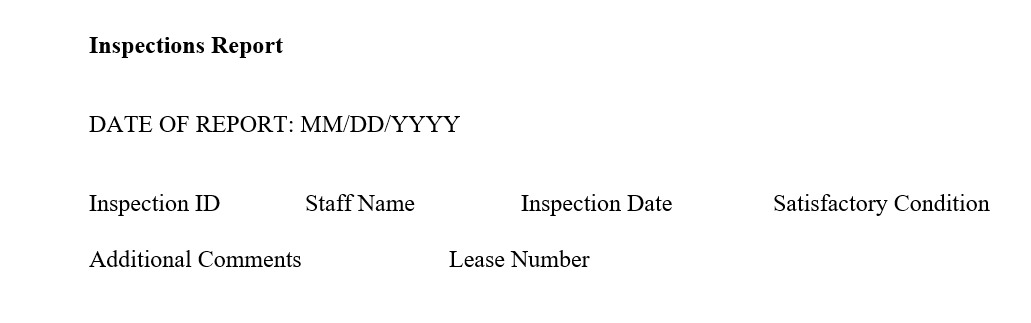 Inspections Report
DATE OF REPORT: MM/DD/YYYY
Inspection ID Staff Name Inspection Date Satisfactory Condition
Additional Comments Lease Number